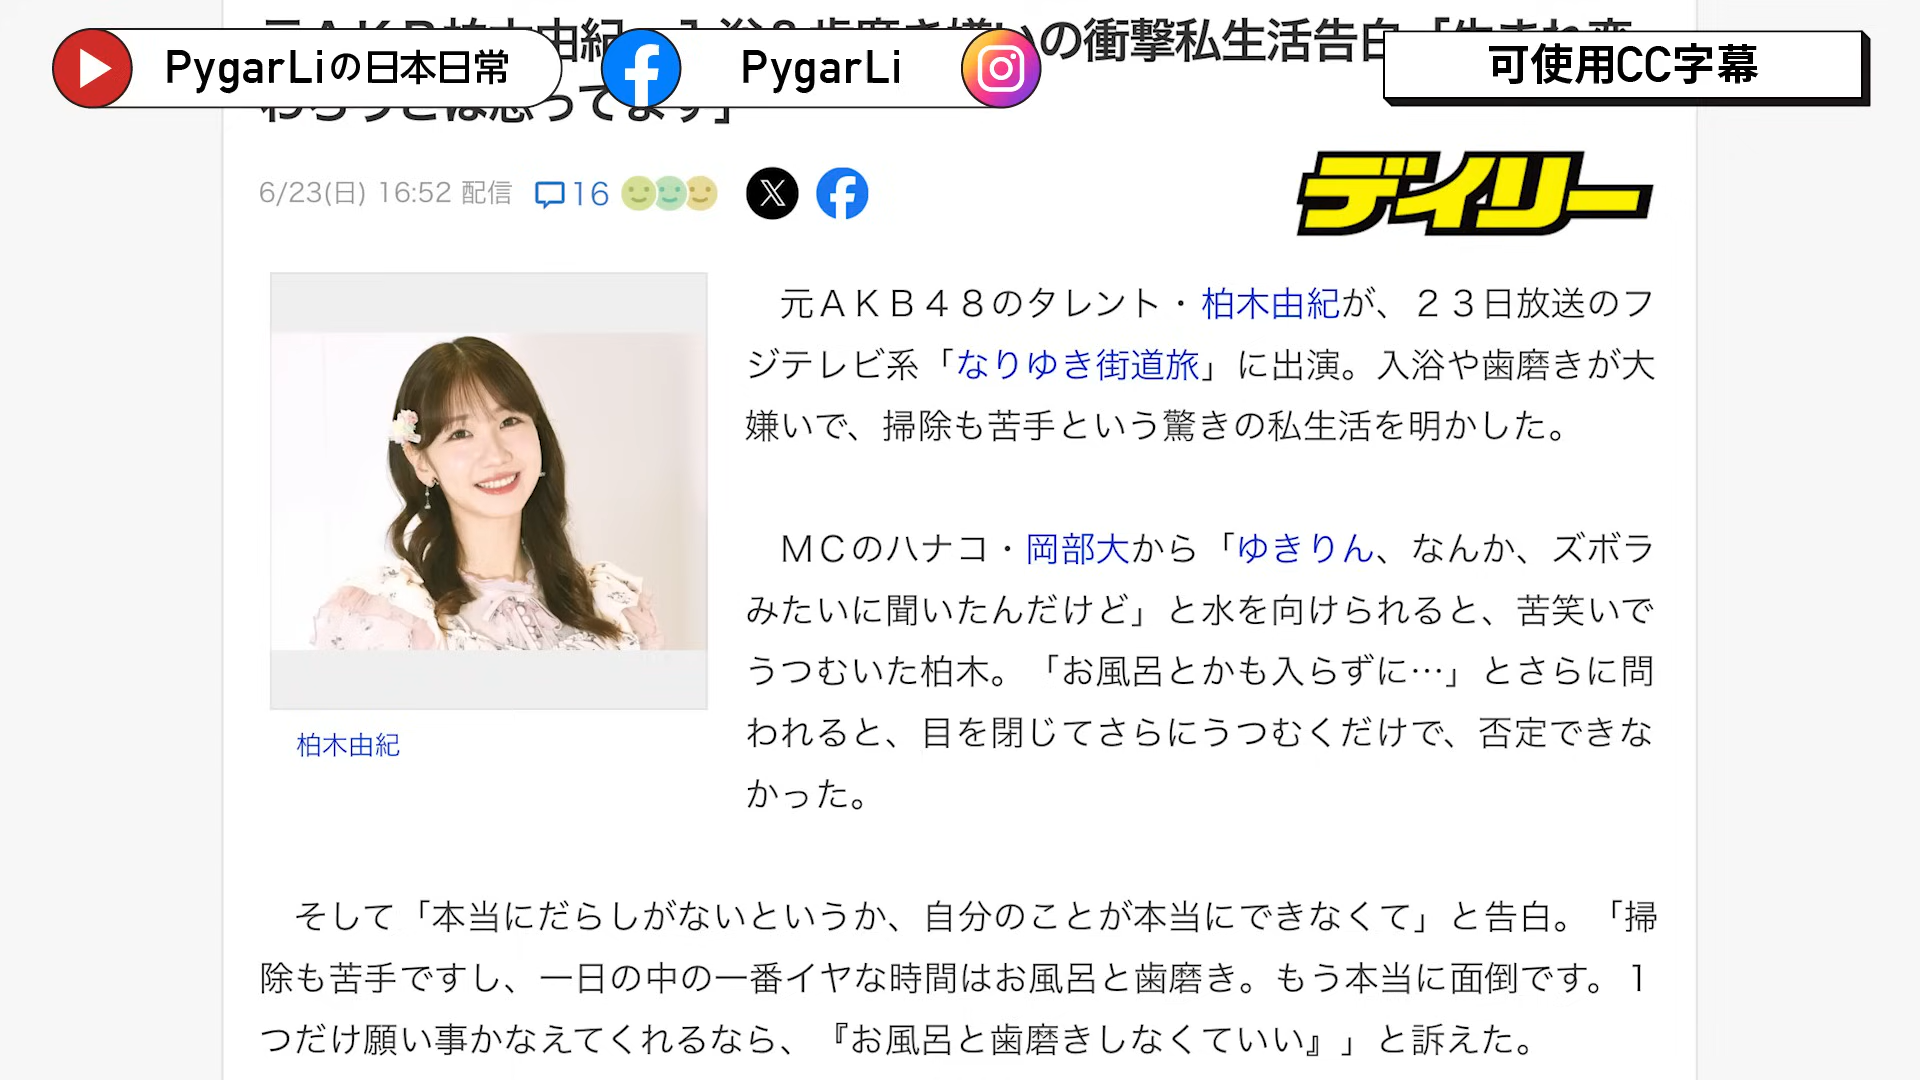 の衝撃私生活告白
PygarLiの日本日常
PygarLi
可使用CC字幕
6/23(日) 16:52 配信
16
デイリー
元ＡＫＢ４８のタレント・柏木由紀が、２３日放送のフ
ジテレビ系「なりゆき街道旅」に出演。入浴や歯磨きが大
嫌いで、掃除も苦手という驚きの私生活を明かした。
ＭＣのハナコ・岡部大から「ゆきりん、なんか、ズボラ
みたいに聞いたんだけど」と水を向けられると、苦笑いで
うつむいた柏木。「お風呂とかも入らずに…」とさらに問
われると、目を閉じてさらにうつむくだけで、否定できな
かった。
柏木由紀
そして「本当にだらしがないというか、自分のことが本当にできなくて」と告白。「掃
除も苦手ですし、一日の中の一番イヤな時間はお風呂と歯磨き。もう本当に面倒です。１
つだけ願い事かなえてくれるなら、『お風呂と歯磨きしなくていい』」と訴えた。